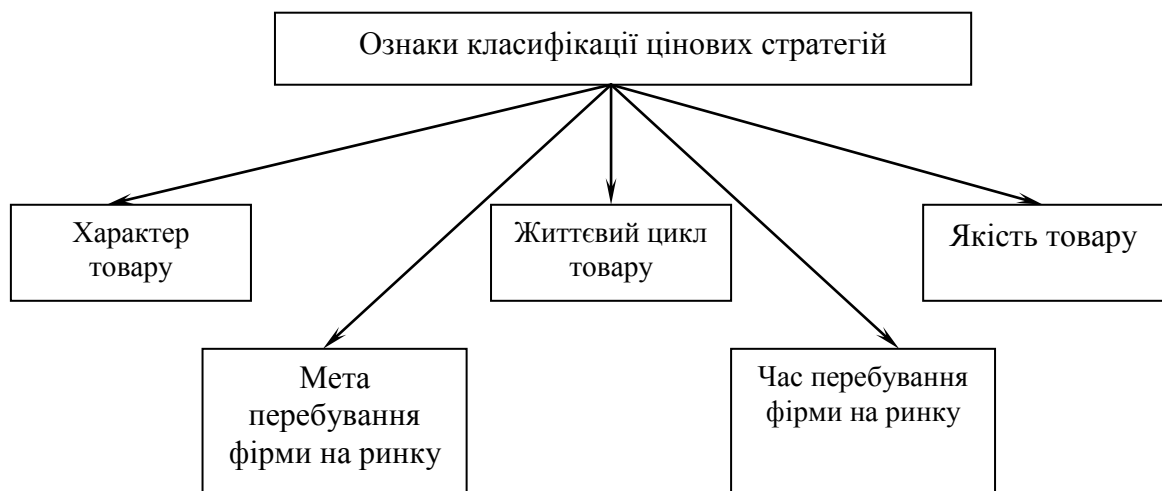 Ознаки класифікації цінових стратегій
Характер
товару
Життєвий цикл
товару
Якість товару
Мета
перебування
фірми на ринку
Час перебування
фірми на ринку